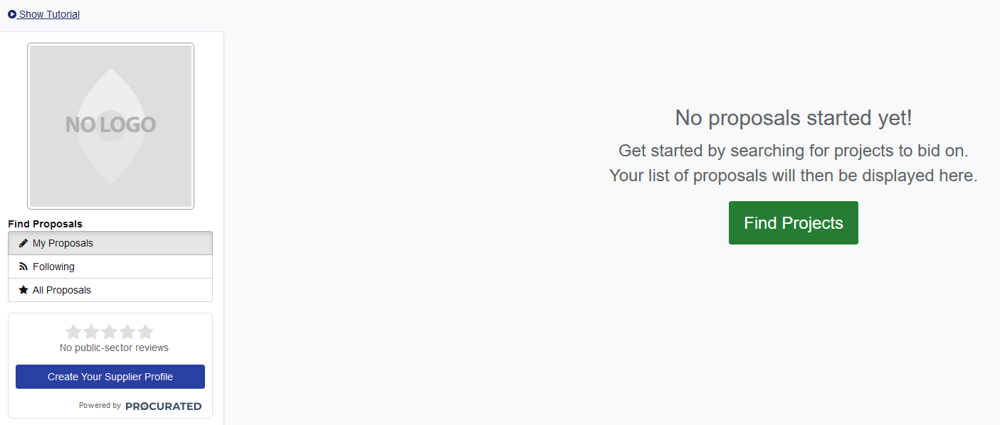 Show Tutorial
NO LOGO
Find Proposals
My Proposals
Following
All Proposals
No public-sector reviews
Create Your Supplier Profile
Powered by PROCURATED
No proposals started yet!
Get started by searching for projects to bid on.
Your list of proposals will then be displayed here.
Find Projects